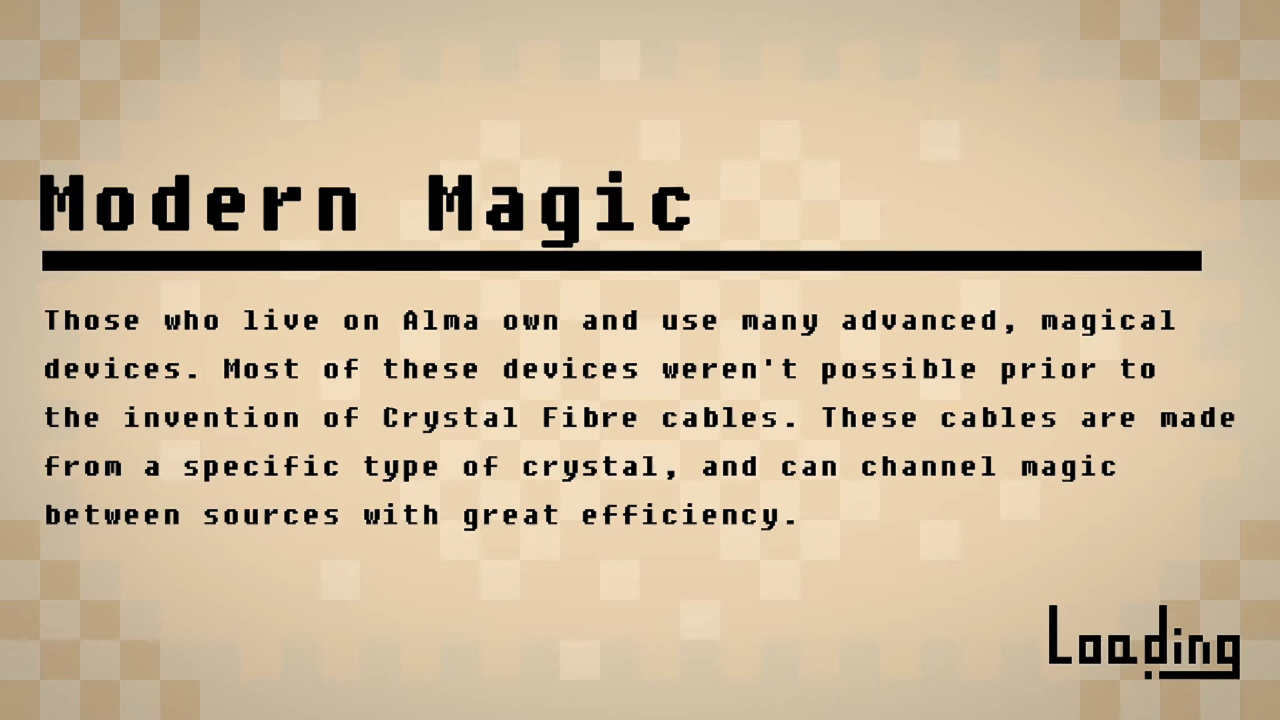 Modern Magic
Those who live on Alma own and use many advanced, magical
devices. Most of these devices weren't possible prior to
the invention of Crystal Fibre cables. These cables are made
from a specific type of crystal, and can channel magic
between sources with great efficiency.
Loading